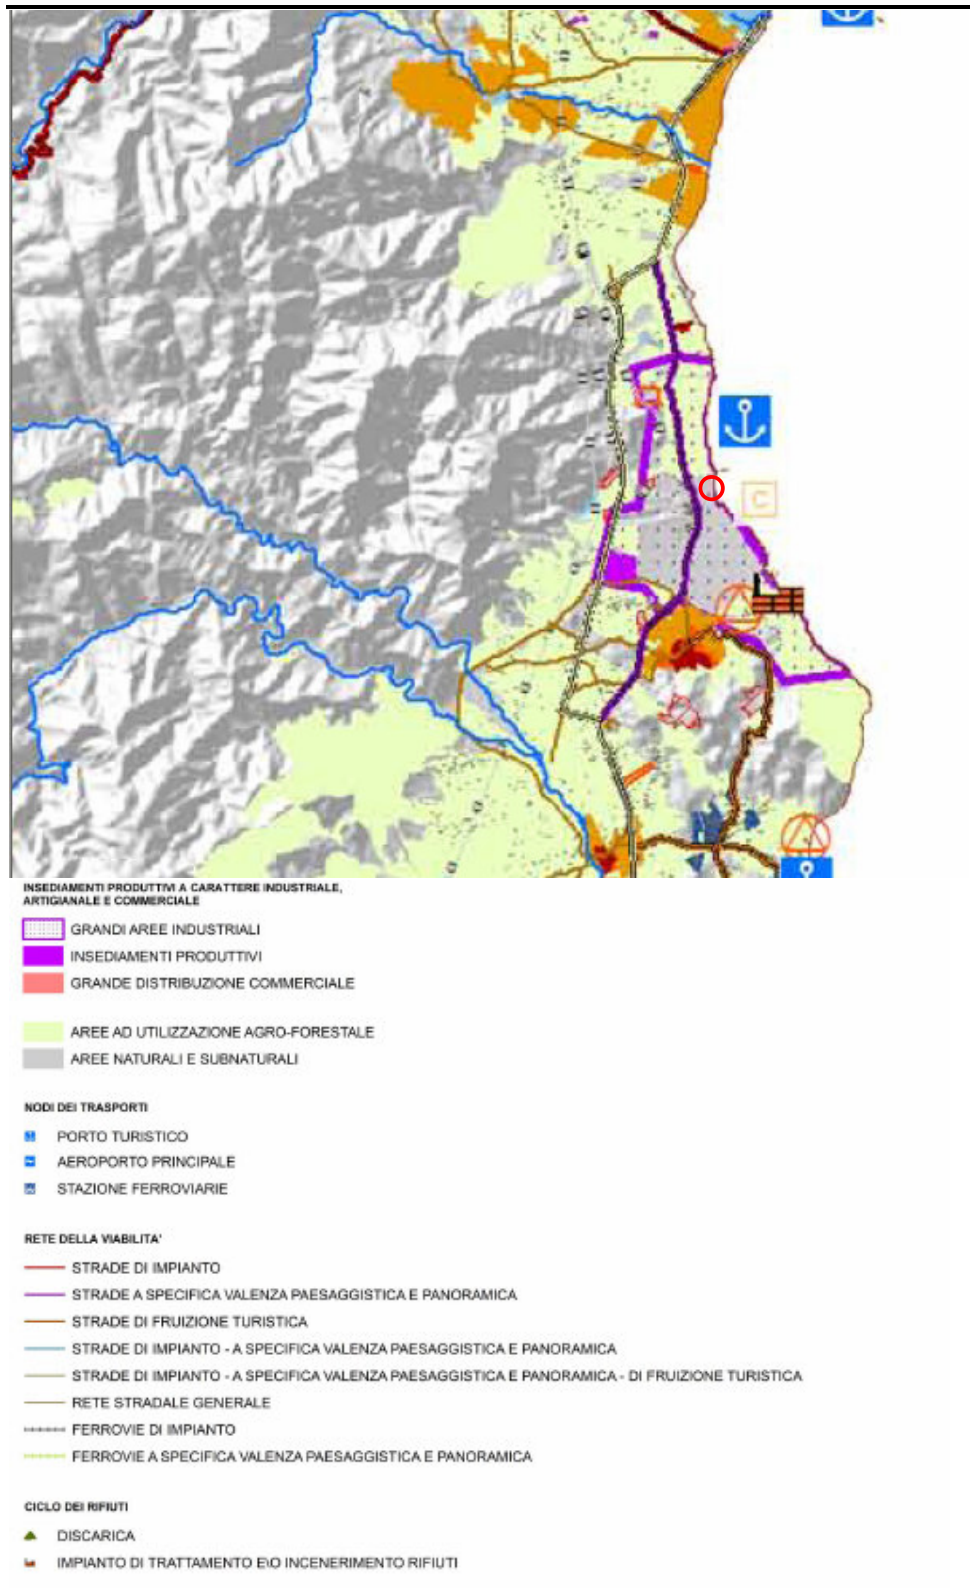 C
INSEDIAMENTI PRODUTTIVI A CARATTERE INDUSTRIALE,
ARTIGIANALE E COMMERCIALE
GRANDI AREE INDUSTRIALI
INSEDIAMENTI PRODUTTIVI
GRANDE DISTRIBUZIONE COMMERCIALE
AREE AD UTILIZZAZIONE AGRO-FORESTALE
AREE NATURALI E SUBNATURALI
NODI DEI TRASPORTI
PORTO TURISTICO
AEROPORTO PRINCIPALE
STAZIONE FERROVIARIE
RETE DELLA VIABILITA'
STRADE DI IMPIANTO
STRADE A SPECIFICA VALENZA PAESAGGISTICA E PANORAMICA
STRADE DI FRUIZIONE TURISTICA
STRADE DI IMPIANTO - A SPECIFICA VALENZA PAESAGGISTICA E PANORAMICA
STRADE DI IMPIANTO - A SPECIFICA VALENZA PAESAGGISTICA E PANORAMICA - DI FRUIZIONE TURISTICA
RETE STRADALE GENERALE
FERROVIE DI IMPIANTO
FERROVIE A SPECIFICA VALENZA PAESAGGISTICA E PANORAMICA
CICLO DEI RIFIUTI
DISCARICA
IMPIANTO DI TRATTAMENTO E\O INCENERIMENTO RIFIUTI